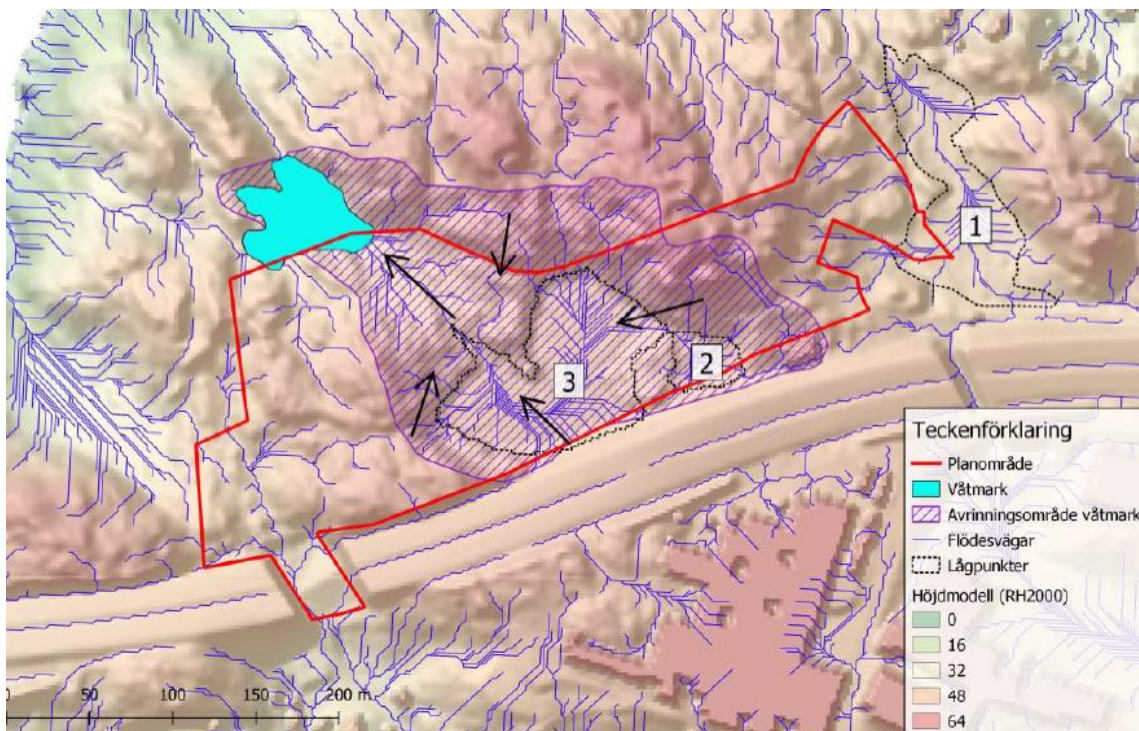 1
2
3
Teckenförklaring
Planområde
Våtmark
Avrinningsområde våtmark
Flödesvägar
Lågpunkter
Höjdmodell (RH2000)
0
16
32
48
64
0 50 100 150 200 m